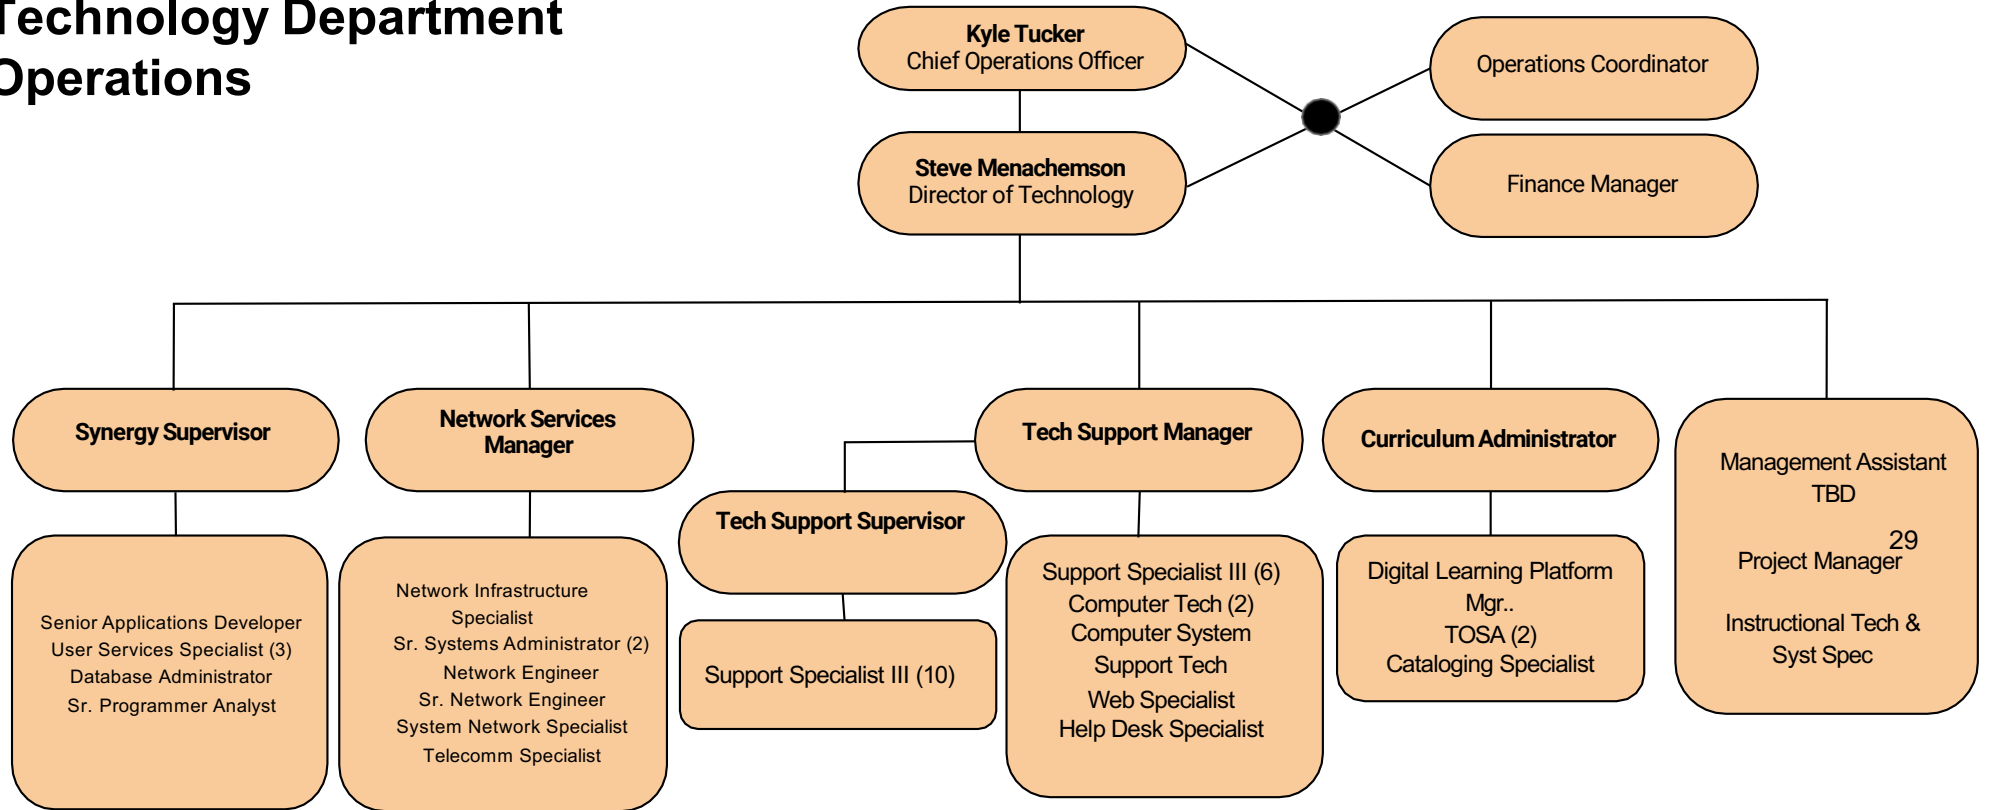 Technology Department
Operations
Kyle Tucker
Chief Operations Officer
Operations Coordinator
Steve Menachemson
Director of Technology
Finance Manager
Synergy Supervisor
Senior Applications Developer
User Services Specialist (3)
Database Administrator
Sr. Programmer Analyst
Network Services
Manager
Network Infrastructure
Specialist
Sr. Systems Administrator (2)
Network Engineer
Sr. Network Engineer
System Network Specialist
Telecomm Specialist
Tech Support Supervisor
Support Specialist III (10)
Tech Support Manager
Support Specialist III (6)
Computer Tech (2)
Computer System
Support Tech
Web Specialist
Help Desk Specialist
Curriculum Administrator
Digital Learning Platform
Mgr..
TOSA (2)
Cataloging Specialist
Management Assistant
TBD
29
Project Manager
Instructional Tech &
Syst Spec